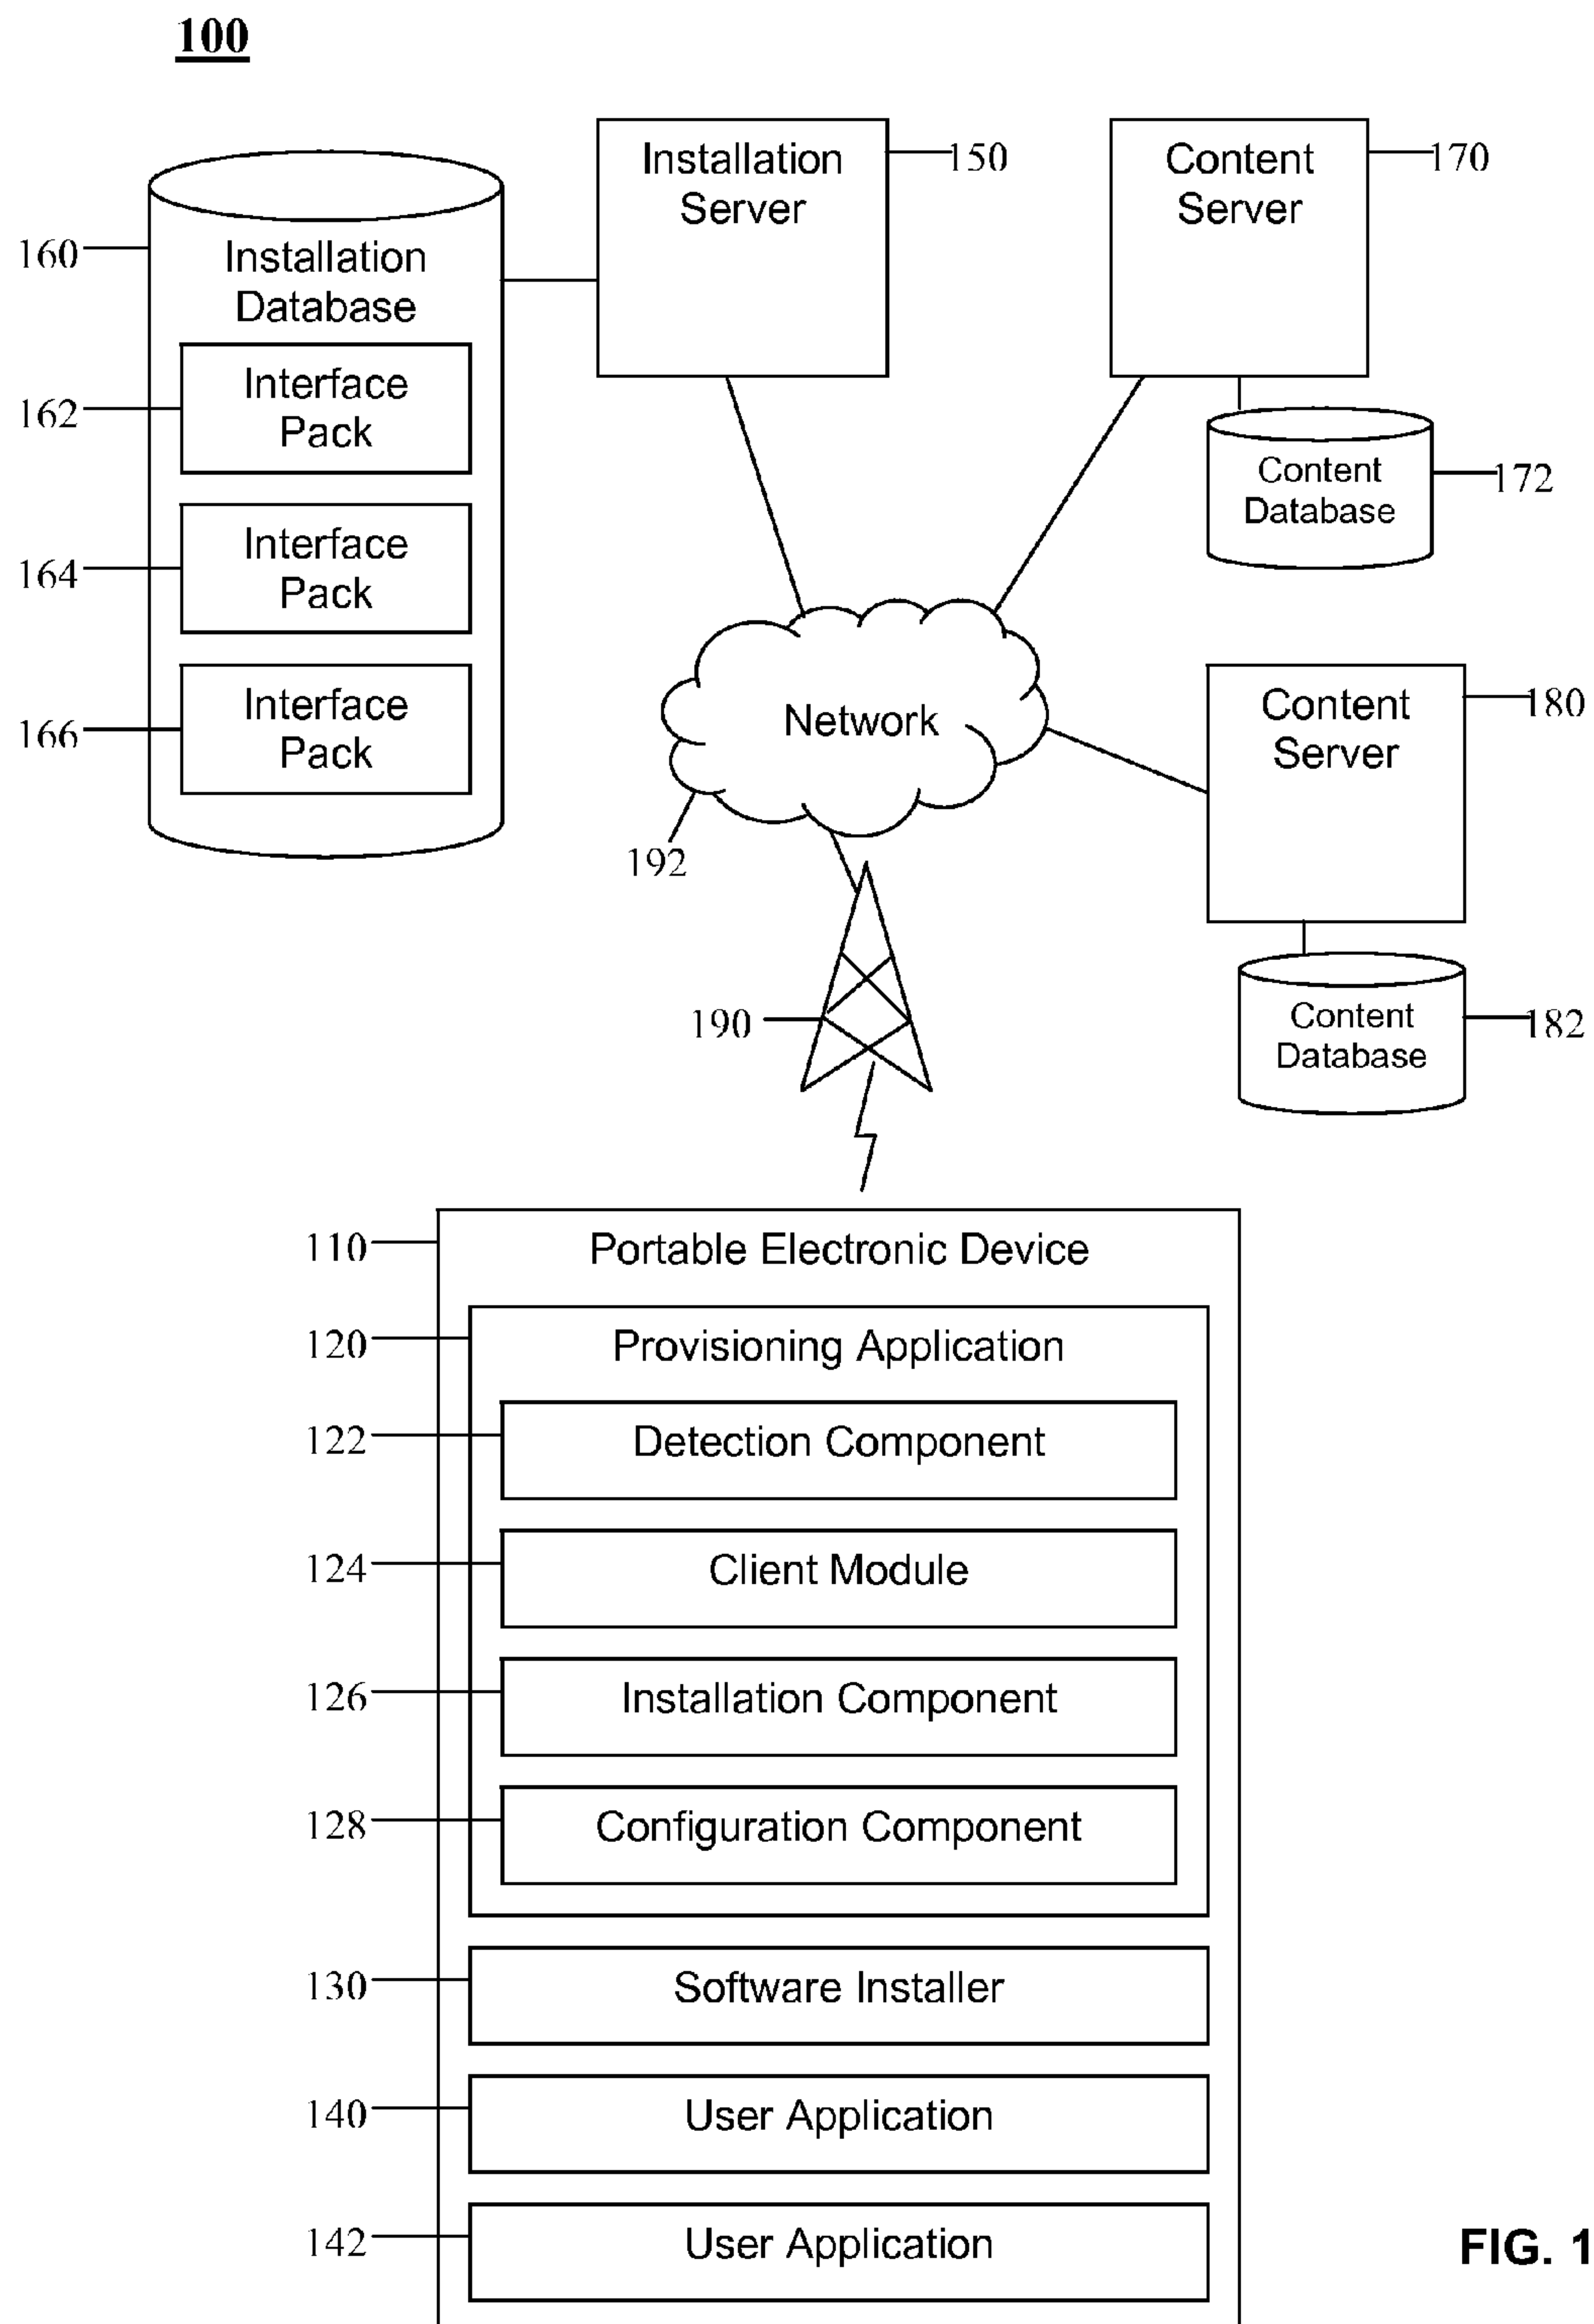 100
Installation
Server
150
Content
Server
170
160
Installation
Database
Interface
Pack
162
Interface
Pack
164
Interface
Pack
166
Content
Database
172
Network
192
Content
Server
180
190
Content
Database
182
110
Portable Electronic Device
120
Provisioning Application
122
Detection Component
124
Client Module
126
Installation Component
128
Configuration Component
130
Software Installer
140
User Application
142
User Application
FIG. 1